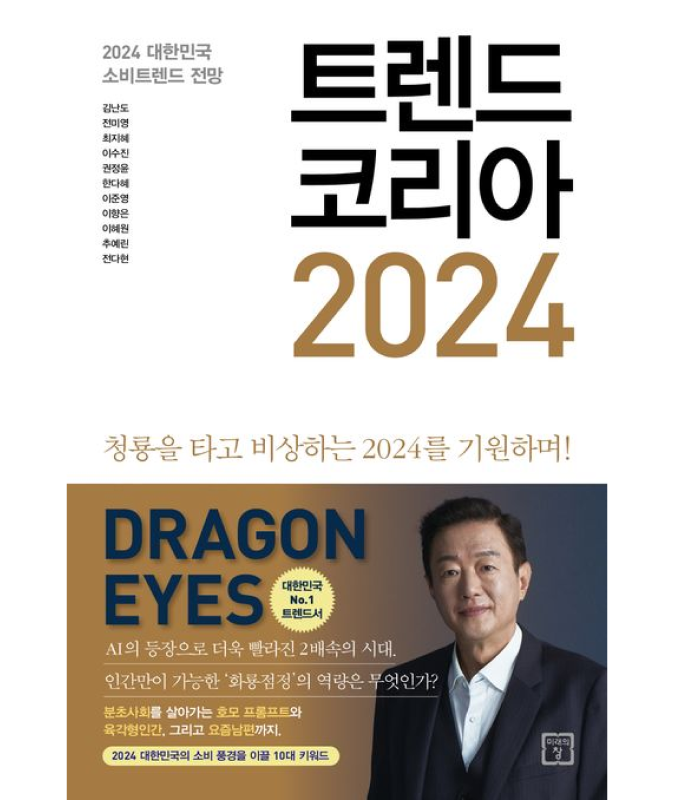 2024 대한민국
소비트렌드 전망
김난도
전미영
최지혜
이수진
권정윤
한다혜
이준영
이향은
이혜원
추예린
전다현
트렌드
코리아
2024
청룡을 타고 비상하는 2024를 기원하며!
DRAGON
EYES
대한민국
No.1
트렌드서
AI의 등장으로 더욱 빨라진 2배속의 시대.
인간만이 가능한 '화룡점정'의 역량은 무엇인가?
분초사회를 살아가는 호모 프롬프트와
육각형인간, 그리고 요즘남편까지,
2024 대한민국의 소비 풍경을 이끌 10대 키워드
미래의
창